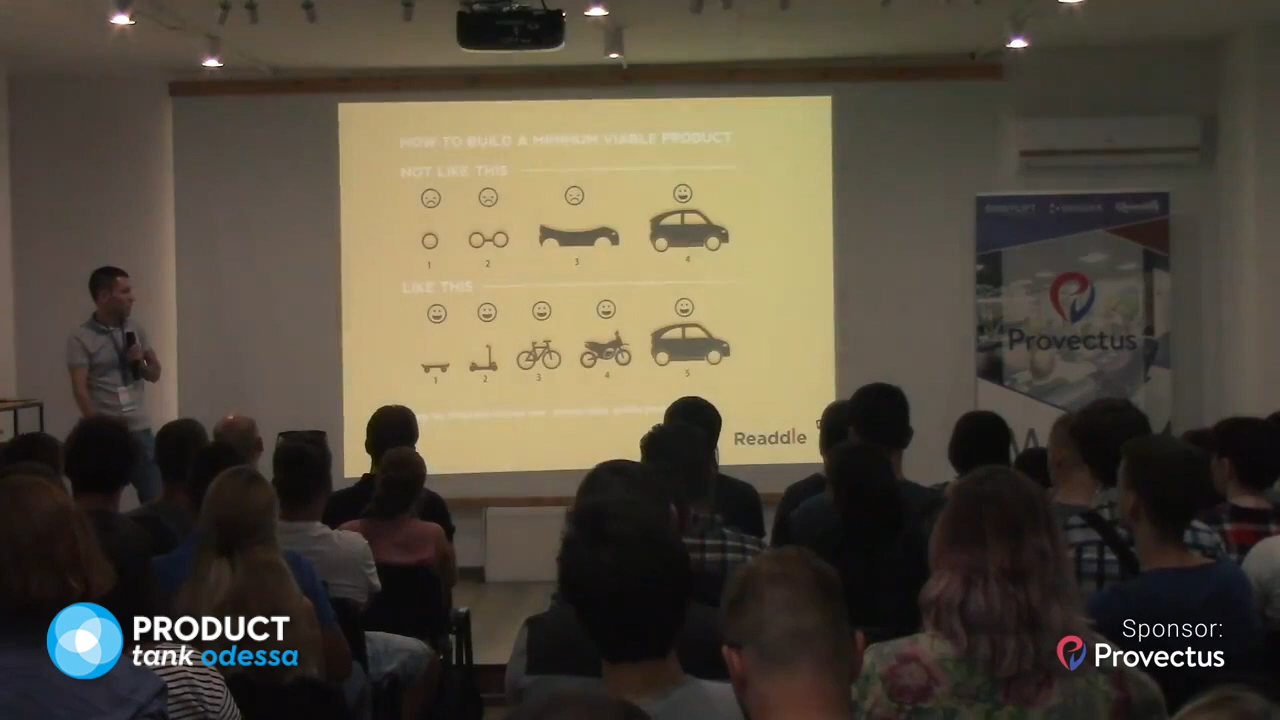 HOW TO BUILD A MINIMUM VIABLE PRODUCT
NOT LIKE THIS
1
2
3
4
LIKE THIS
1
2
3
4
5
Readdle
Provectus
PRODUCT
tank odessa
Sponsor:
Provectus